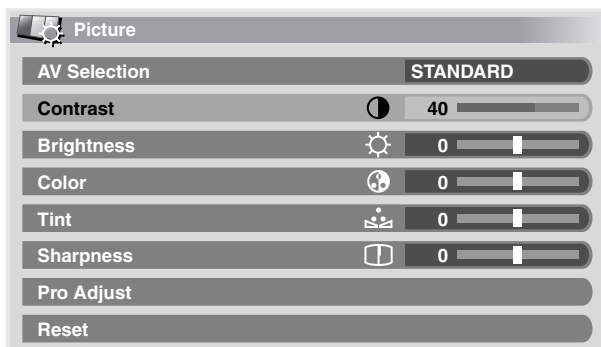 Picture
AV Selection STANDARD
Contrast 40
Brightness 0
Color 0
Tint 0
Sharpness 0
Pro Adjust
Reset